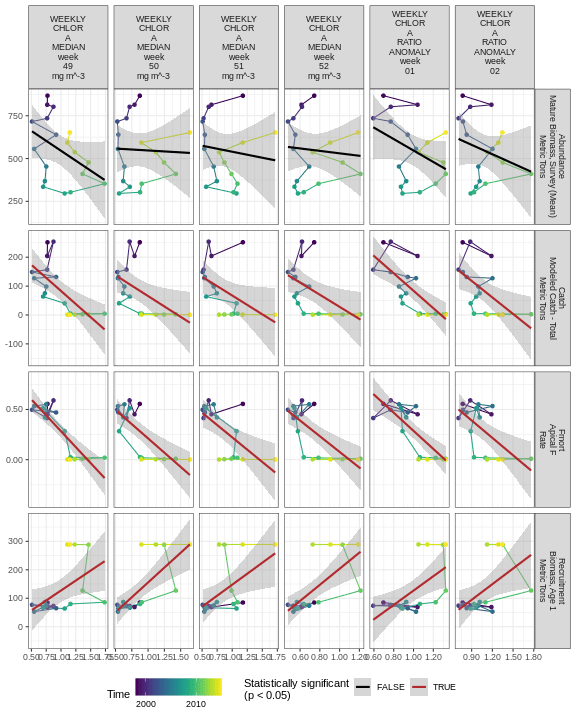 WEEKLY
CHLOR
A
MEDIAN
week
49
mg m^-3
WEEKLY
CHLOR
A
MEDIAN
week
50
mg m^-3
WEEKLY
CHLOR
A
MEDIAN
week
51
mg m^-3
WEEKLY
CHLOR
A
MEDIAN
week
52
mg m^-3
WEEKLY
CHLOR
A
RATIO
ANOMALY
week
01
WEEKLY
CHLOR
A
RATIO
ANOMALY
week
02
750
500
250
Abundance
Mature Biomass, Survey (Mean)
Metric Tons
200
100
0
-100
Catch
Modeled Catch - Total
Metric Tons
0.50
0.00
Fmort
Apical F
Rate
300
200
100
0
Recruitment
Biomass, Age 1
Metric Tons
0.50 0.75 1.00 1.25 1.50
0.75 1.00 1.25 1.50
0.50 0.75 1.00 1.25 1.50 1.75
0.60 0.80 1.00 1.20
0.60 0.80 1.00 1.20
0.90 1.20 1.50 1.80
Time
2000 2010
Statistically significant
(p < 0.05)
FALSE
TRUE